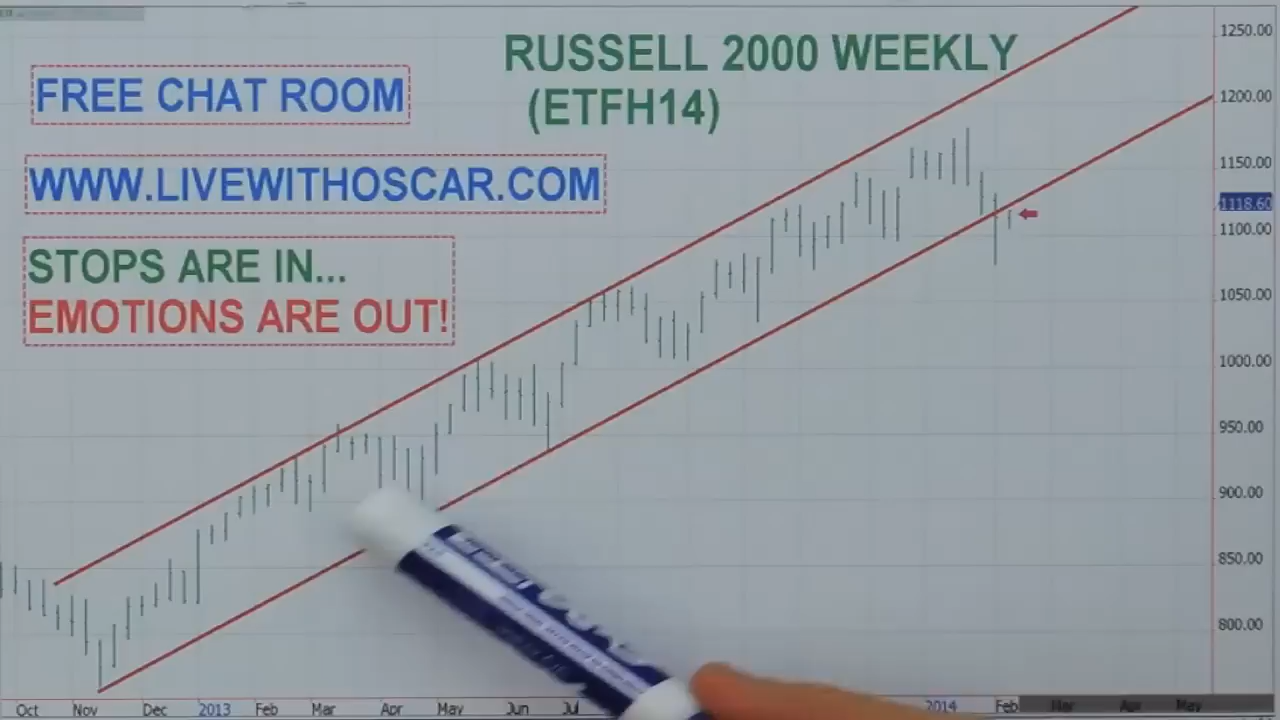 RUSSELL 2000 WEEKLY
(ETFH14)
FREE CHAT ROOM
WWW.LIVEWITHOSCAR.COM
STOPS ARE IN...
EMOTIONS ARE OUT!
1250.00
1200.00
1150.00
1118.60
1100.00
1050.00
1000.00
950.00
900.00
850.00
800.00
Oct Nov Dec 2013 Feb Mar Apr May Jun Jul 2014 Feb Mar Apr May